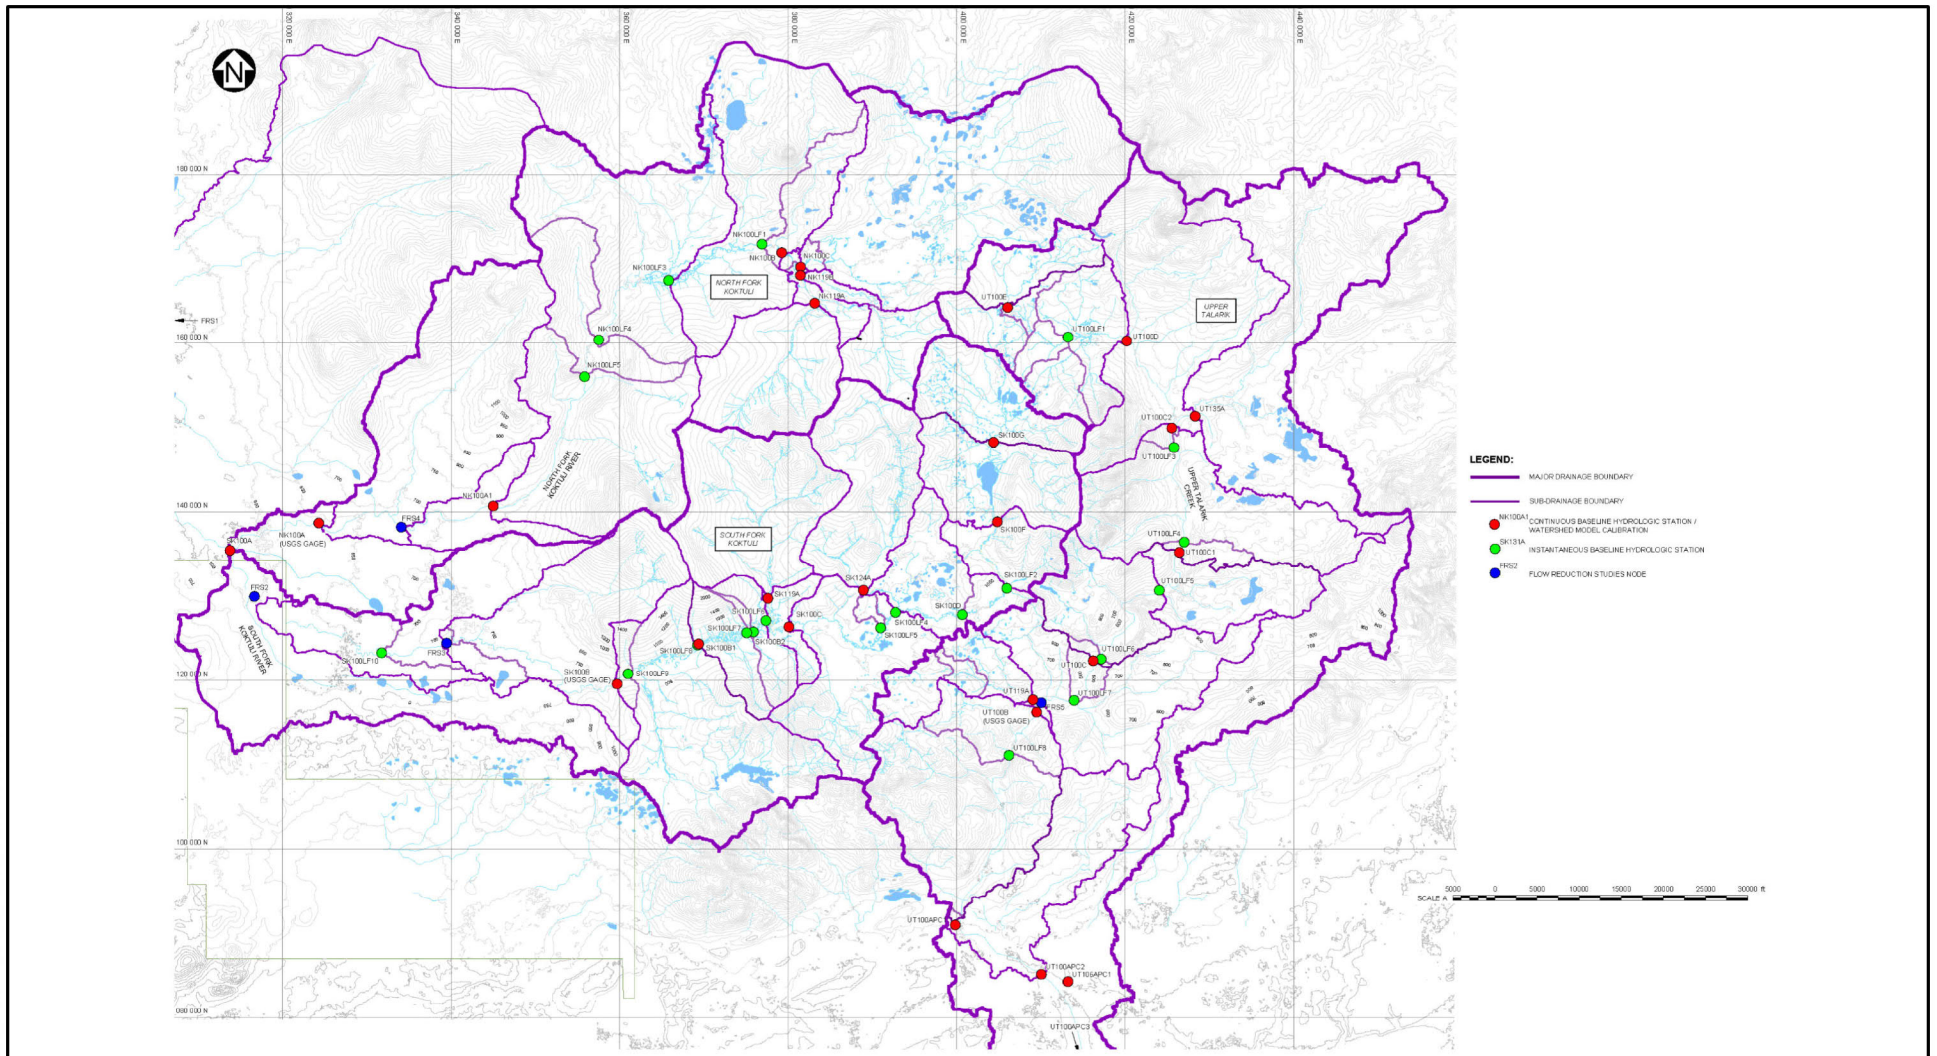 320 000 E
340 000 E
360 000 E
380 000 E
400 000 E
420 000 E
440 000 E
N
180 000 N
NK100LF1
NK100B
NK100C
NK100LF3
NK119B
NORTH FORK
KOKTULI
NK119A
UT100E
UPPER
TALARIK
FRS1
NK100LF4
UT100LF1
UT100D
160 000 N
NK100LF5
UT135A
UT100C2
SK100G
UT100LF3
NORTH FORK
KOKTULI RIVER
UPPER TALARIK
CREEK
NK100A1
140 000 N
FRS4
NK100A
(USGS GAGE)
SK100A
SK100F
SOUTH FORK
KOKTULI
UT100LF4
UT100C1
FRS2
SK124A
SK100LF2
UT100LF5
SK119A
SK100D
SK100LF6
SK100C
SK100LF4
SOUTH FORK
KOKTULI RIVER
SK100LF7
SK100LF5
SK100B2
SK100B1
SK100LF8
FRS3
SK100LF10
UT100LF6
UT100C
SK100B
(USGS GAGE)
SK100LF9
120 000 N
UT119A
UT100LF7
FRS5
UT100B
(USGS GAGE)
UT100LF8
100 000 N
UT100APC1
UT100APC2
UT106APC1
080 000 N
UT100APC3
LEGEND:
MAJOR DRAINAGE BOUNDARY
SUB-DRAINAGE BOUNDARY
NK100A1
CONTINUOUS BASELINE HYDROLOGIC STATION /
WATERSHED MODEL CALIBRATION
SK131A
INSTANTANEOUS BASELINE HYDROLOGIC STATION
FRS2
FLOW REDUCTION STUDIES NODE
5000 0 5000 10000 15000 20000 25000 30000 ft
SCALE A